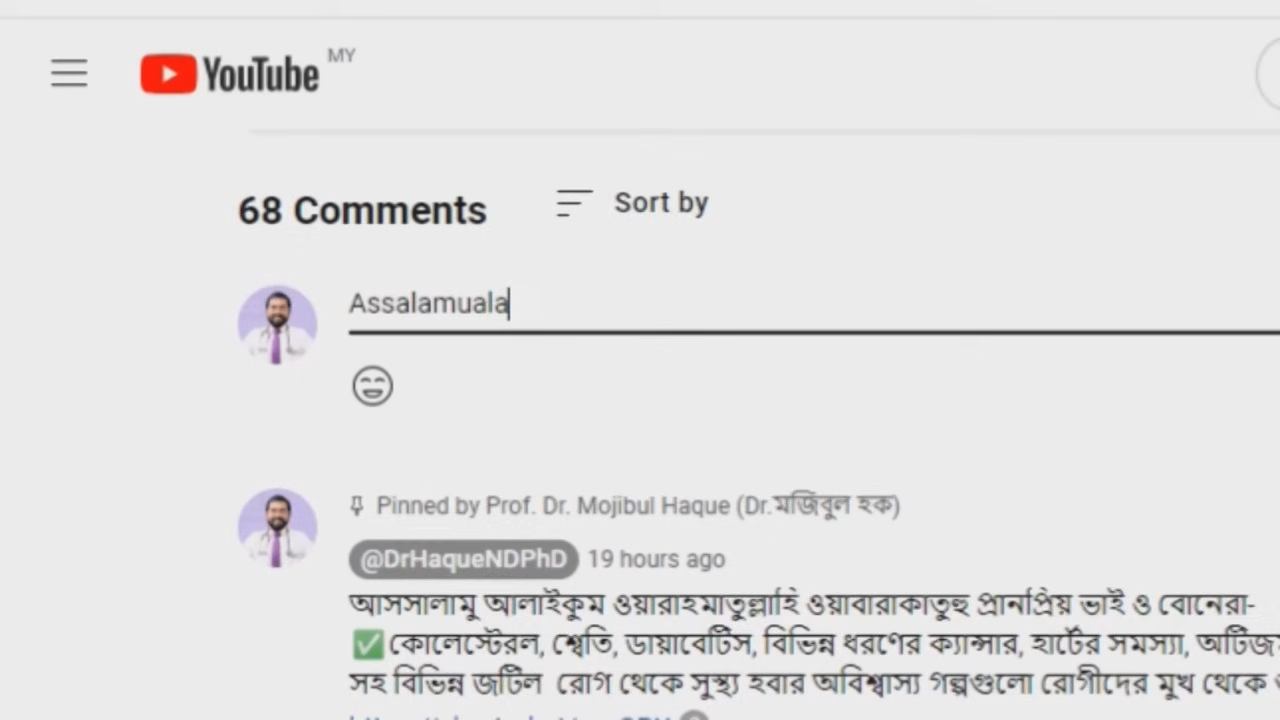 YouTube MY
68 Comments
Sort by
Assalamuala
Pinned by Prof. Dr. Mojibul Haque (Dr.মজিবুল হক)
@DrHaqueNDPhD 19 hours ago
আসসালামু আলাইকুম ওয়ারাহমাতুল্লাহি ওয়াবারাকাতুহু প্রানপ্রিয় ভাই ও বোনেরা-
✅ কোলেস্টেরল, শ্বেতি, ডায়াবেটিস, বিভিন্ন ধরণের ক্যান্সার, হার্টের সমস্যা, অটিজ
সহ বিভিন্ন জটিল রোগ থেকে সুস্থ্য হবার অবিশ্বাস্য গল্পগুলো রোগীদের মুখ থেকে